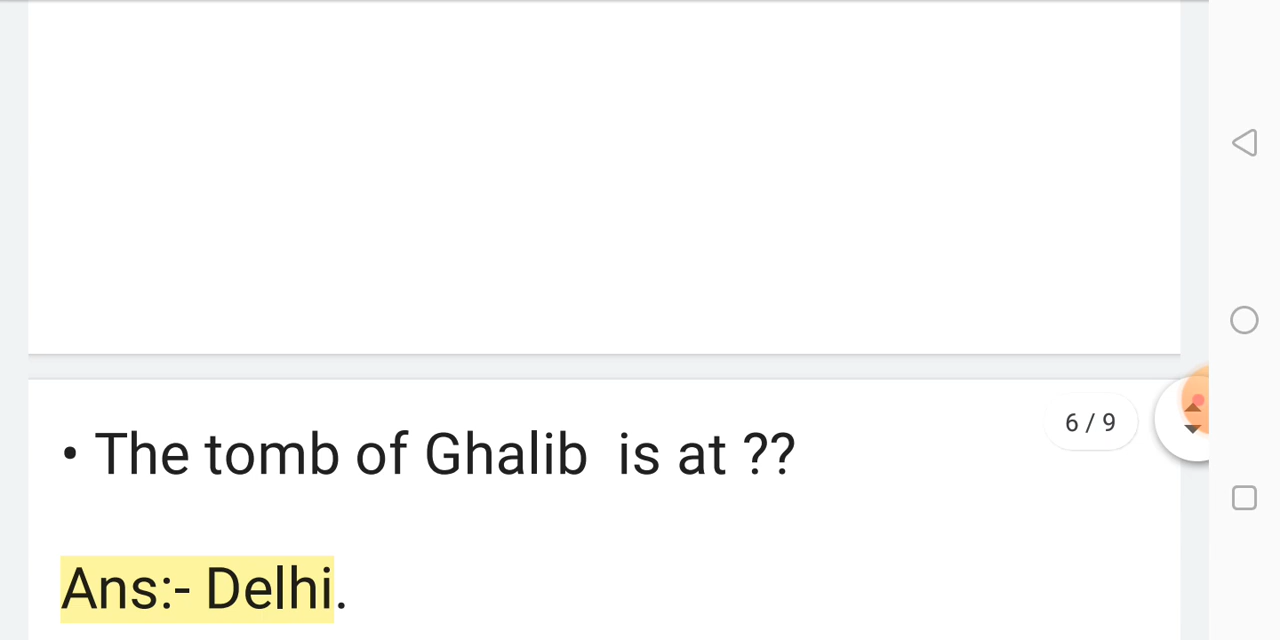 6 / 9
• The tomb of Ghalib  is at ??
Ans:- Delhi.